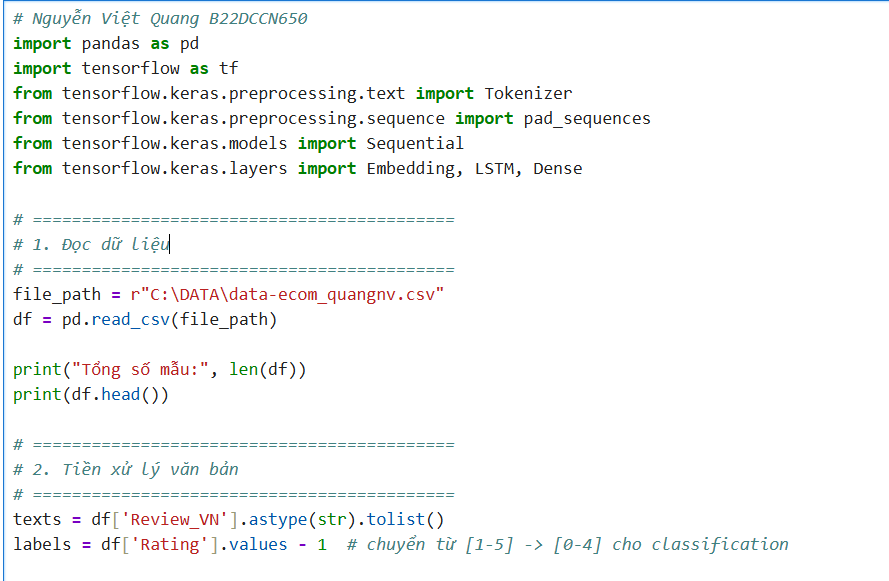 # Nguyễn Việt Quang B22DCCN650
import pandas as pd
import tensorflow as tf
from tensorflow.keras.preprocessing.text import Tokenizer
from tensorflow.keras.preprocessing.sequence import pad_sequences
from tensorflow.keras.models import Sequential
from tensorflow.keras.layers import Embedding, LSTM, Dense
# ===========================================
# 1. Đọc dữ liệu
# ===========================================
file_path = r"C:\DATA\data-ecom_quangnv.csv"
df = pd.read_csv(file_path)
print("Tổng số mẫu:", len(df))
print(df.head())
# ===========================================
# 2. Tiền xử lý văn bản
# ===========================================
texts = df['Review_VN'].astype(str).tolist()
labels = df['Rating'].values - 1  # chuyển từ [1-5] -> [0-4] cho classification